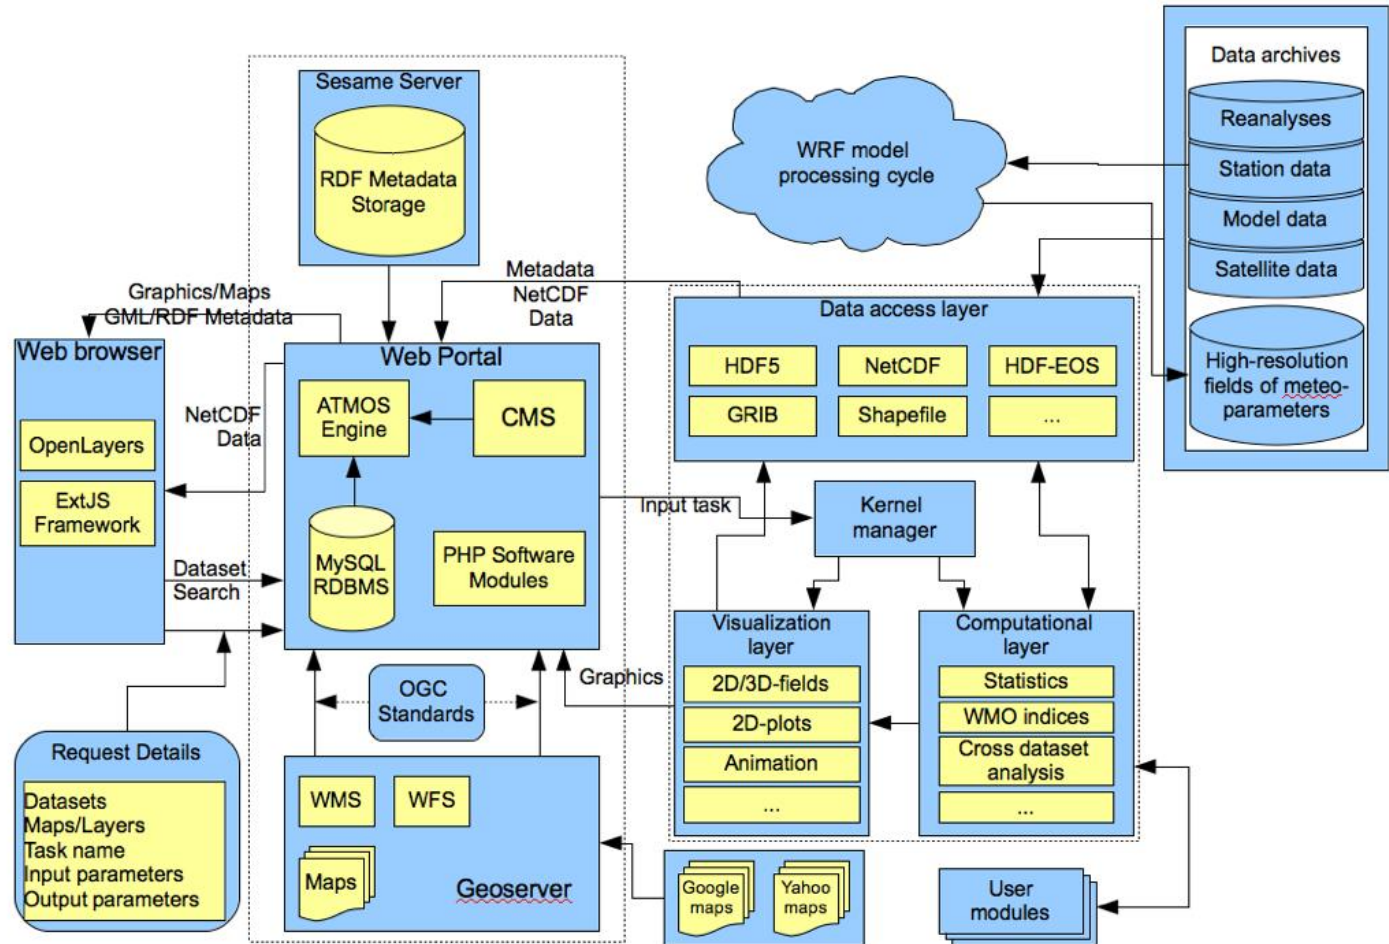 Data archives
Reanalyses
Station data
Model data
Satellite data
High-resolution
fields of meteo-
parameters
WRF model
processing cycle
Sesame Server
RDF Metadata
Storage
Graphics/Maps
GML/RDF Metadata
Metadata
NetCDF
Data
Web browser
OpenLayers
ExtJS
Framework
NetCDF
Data
Dataset
Search
Web Portal
ATMOS
Engine
CMS
MySQL
RDBMS
PHP Software
Modules
Data access layer
HDF5
NetCDF
HDF-EOS
GRIB
Shapefile
...
Input task
Kernel
manager
Visualization
layer
2D/3D-fields
2D-plots
Animation
...
Computational
layer
Statistics
WMO indices
Cross dataset
analysis
...
Graphics
OGC
Standards
Request Details
Datasets
Maps/Layers
Task name
Input parameters
Output parameters
WMS
WFS
Maps
Geoserver
Google
maps
Yahoo
maps
User
modules